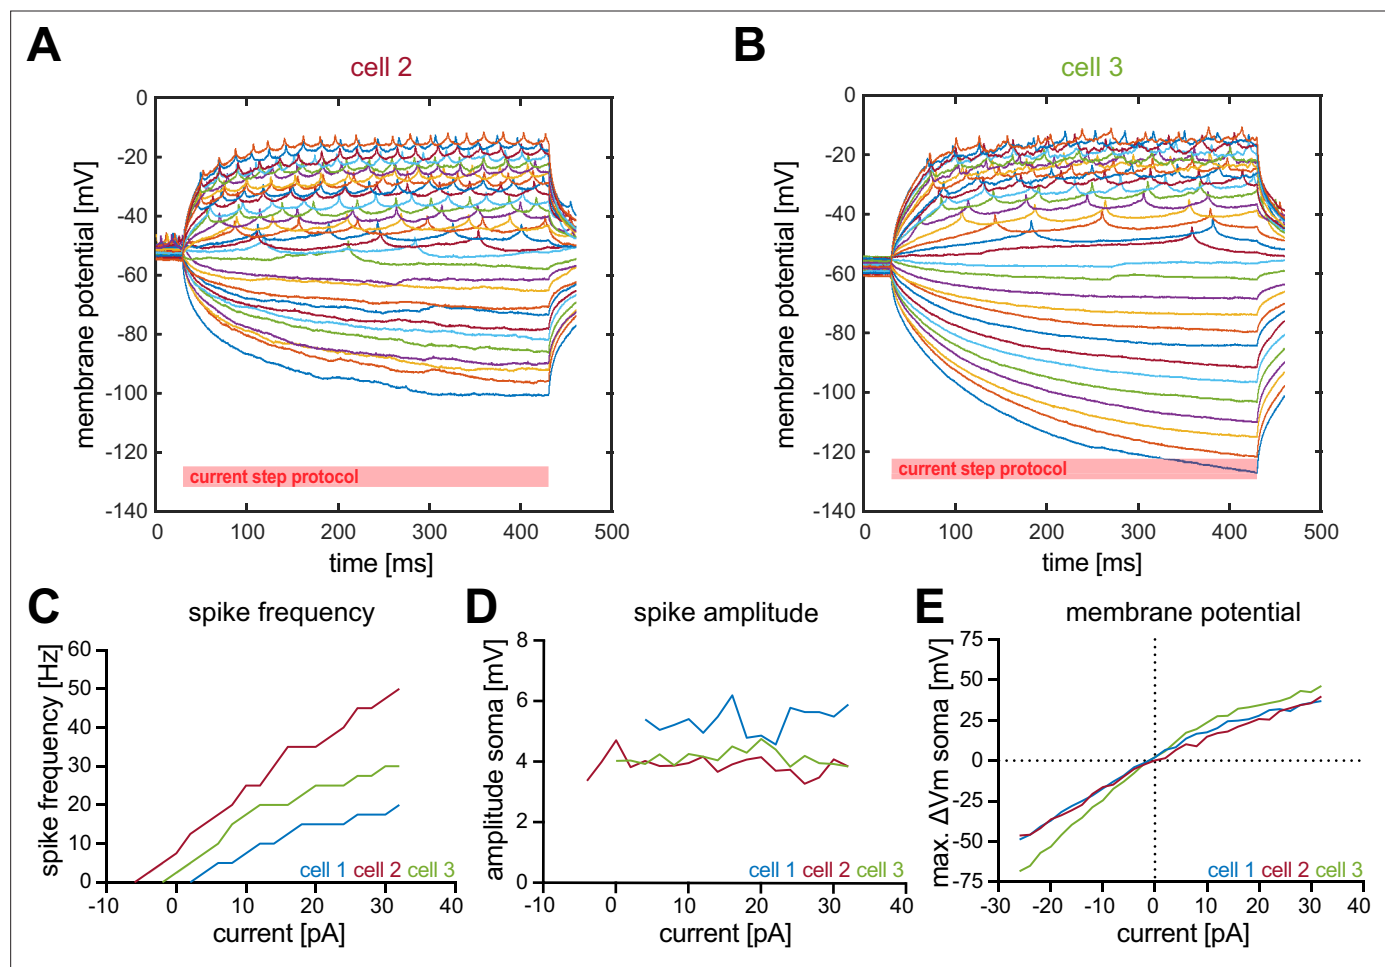 A
cell 2
membrane potential [mV]
0
-20
-40
-60
-80
-100
-120
-140
current step protocol
0 100 200 300 400 500
time [ms]
B
cell 3
membrane potential [mV]
0
-20
-40
-60
-80
-100
-120
-140
current step protocol
0 100 200 300 400 500
time [ms]
C
spike frequency
spike frequency [Hz]
60
50
40
30
20
10
0
cell 1 cell 2 cell 3
-10 0 10 20 30 40
current [pA]
D
spike amplitude
amplitude soma [mV]
8
6
4
2
0
cell 1 cell 2 cell 3
-10 0 10 20 30 40
current [pA]
E
membrane potential
max. ΔVm soma [mV]
75
50
25
0
-25
-50
-75
cell 1 cell 2 cell 3
-30 -20 -10 0 10 20 30 40
current [pA]